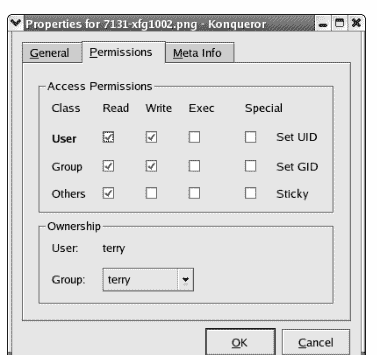 Properties for 7131-xfg1002.png - Konqueror
General Permissions Meta Info
Access Permissions
Class Read Write Exec Special
User Set UID
Group Set GID
Others Sticky
Ownership
User: terry
Group: terry
OK Cancel